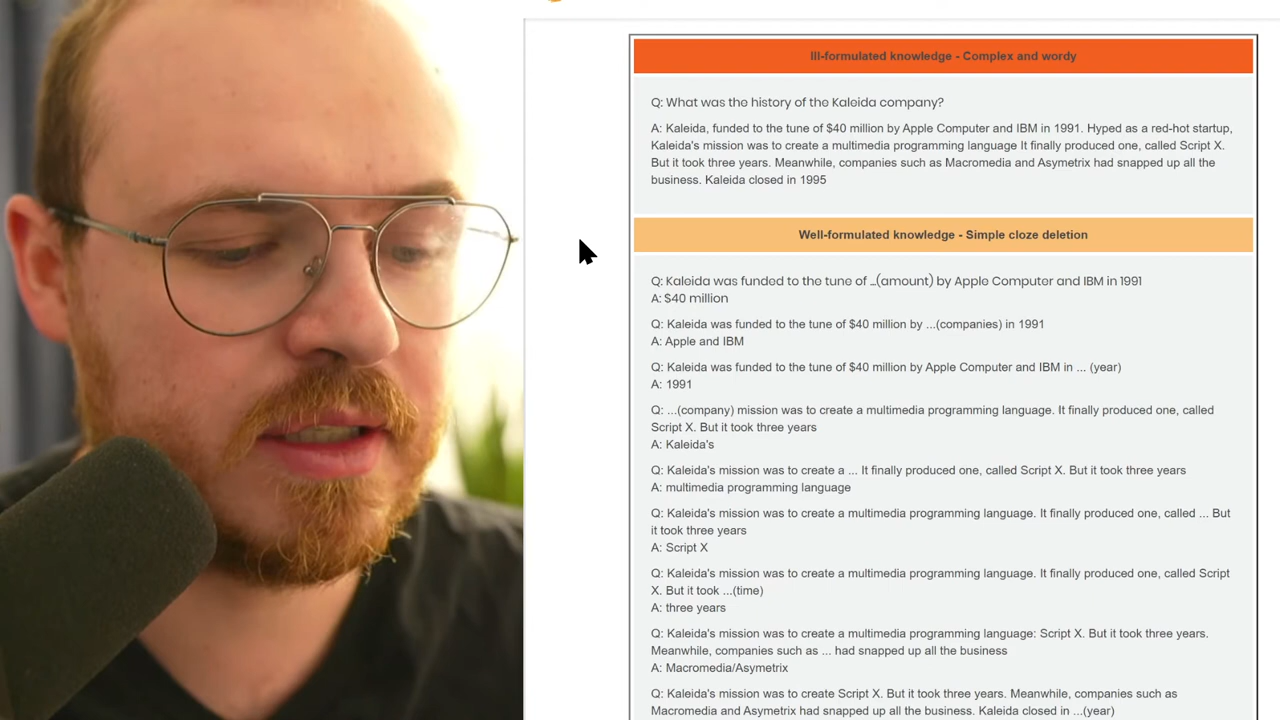 Ill-formulated knowledge - Complex and wordy
Q: What was the history of the Kaleida company?
A: Kaleida, funded to the tune of $40 million by Apple Computer and IBM in 1991. Hyped as a red-hot startup,
Kaleida's mission was to create a multimedia programming language It finally produced one, called Script X.
But it took three years. Meanwhile, companies such as Macromedia and Asymetrix had snapped up all the
business. Kaleida closed in 1995
Well-formulated knowledge - Simple cloze deletion
Q: Kaleida was funded to the tune of ...(amount) by Apple Computer and IBM in 1991
A: $40 million
Q: Kaleida was funded to the tune of $40 million by ...(companies) in 1991
A: Apple and IBM
Q: Kaleida was funded to the tune of $40 million by Apple Computer and IBM in ... (year)
A: 1991
Q: ...(company) mission was to create a multimedia programming language. It finally produced one, called
Script X. But it took three years
A: Kaleida's
Q: Kaleida's mission was to create a ... It finally produced one, called Script X. But it took three years
A: multimedia programming language
Q: Kaleida's mission was to create a multimedia programming language. It finally produced one, called ... But
it took three years
A: Script X
Q: Kaleida's mission was to create a multimedia programming language. It finally produced one, called Script
X. But it took ...(time)
A: three years
Q: Kaleida's mission was to create a multimedia programming language: Script X. But it took three years.
Meanwhile, companies such as ... had snapped up all the business
A: Macromedia/Asymetrix
Q: Kaleida's mission was to create Script X. But it took three years. Meanwhile, companies such as
Macromedia and Asymetrix had snapped up all the business. Kaleida closed in ...(year)